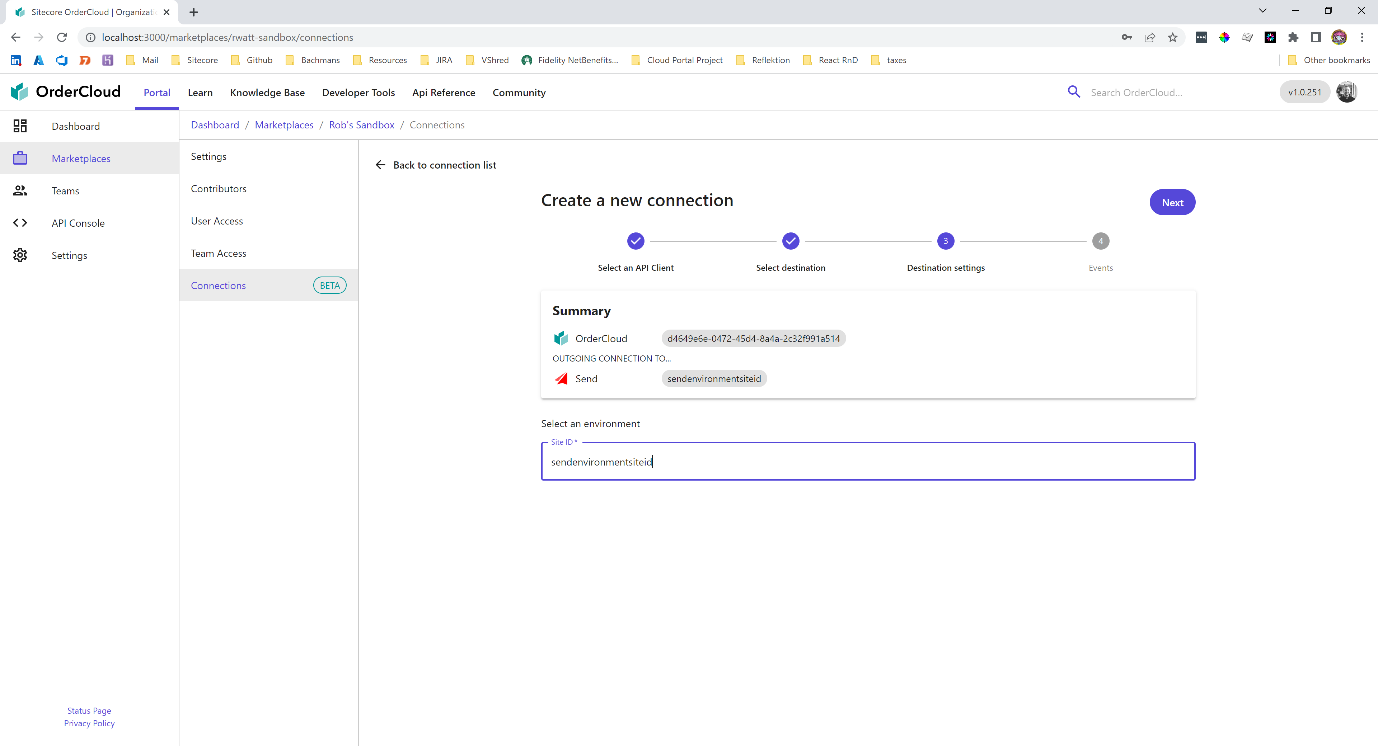 Sitecore OrderCloud | Organizati
localhost:3000/marketplaces/rwatt-sandbox/connections
Mail Sitecore Github Bachmans Resources JIRA VShred Fidelity NetBenefits... Cloud Portal Project Reflektion React RnD taxes Other bookmarks
OrderCloud Portal Learn Knowledge Base Developer Tools Api Reference Community Search OrderCloud... v1.0.251
Dashboard
Marketplaces
Teams
API Console
Settings
Status Page
Privacy Policy
Dashboard / Marketplaces / Rob's Sandbox / Connections
Settings
Contributors
User Access
Team Access
Connections BETA
Back to connection list
Create a new connection
Next
3 4
Select an API Client Select destination Destination settings Events
Summary
OrderCloud d4649e6e-0472-45d4-8a4a-2c32f991a514
OUTGOING CONNECTION TO...
Send sendenvironmentsiteid
Select an environment
Site ID *
sendenvironmentsiteid